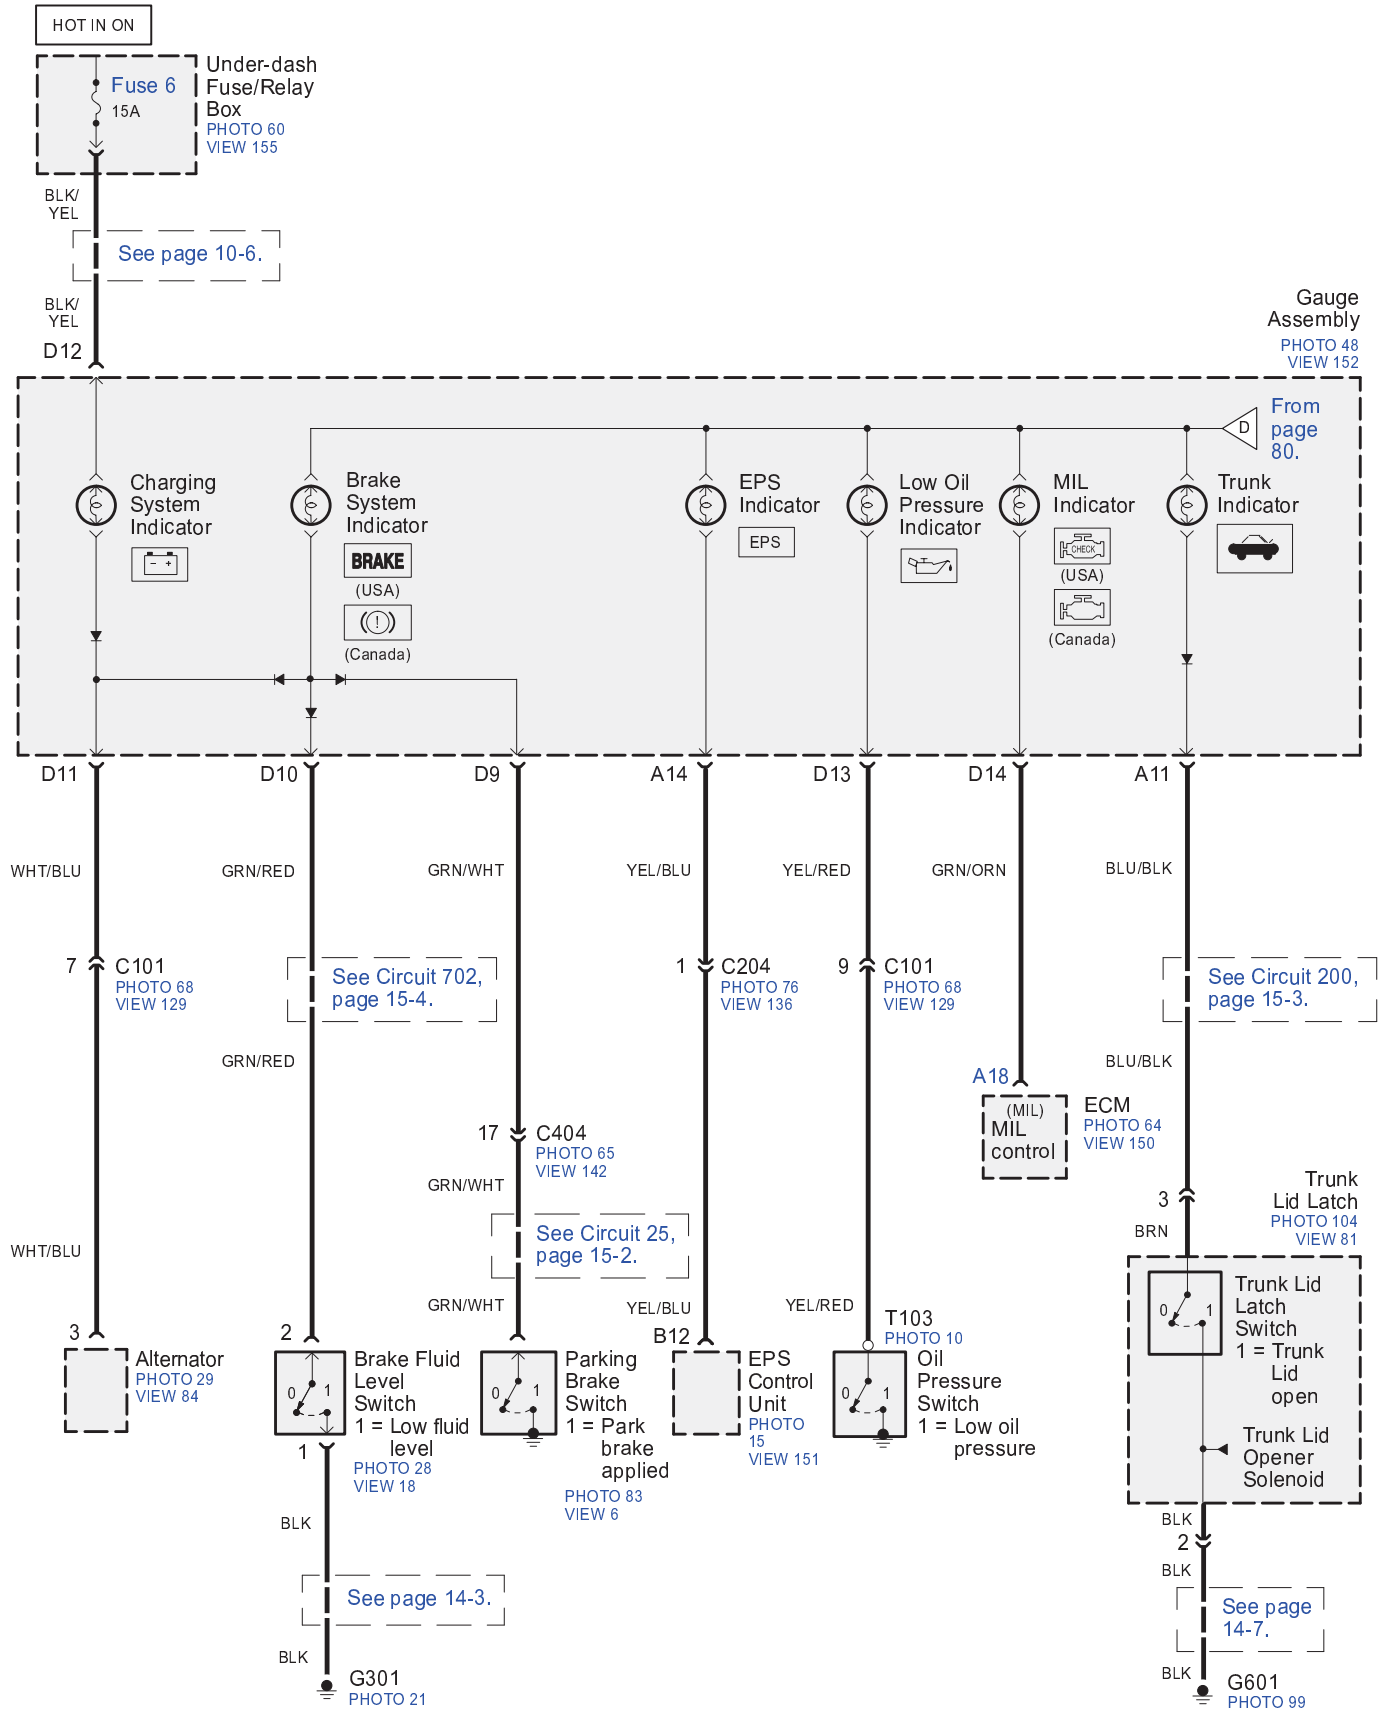 HOT IN ON
Fuse 6
15A
Under-dash
Fuse/Relay
Box
PHOTO 60
VIEW 155
BLK/
YEL
See page 10-6.
BLK/
YEL
D12
Gauge
Assembly
PHOTO 48
VIEW 152
D
From
page
80.
Charging
System
Indicator
- +
Brake
System
Indicator
BRAKE
(USA)
(!)
(Canada)
EPS
Indicator
EPS
Low Oil
Pressure
Indicator
MIL
Indicator
CHECK
(USA)
(Canada)
Trunk
Indicator
D11
D10
D9
A14
D13
D14
A11
WHT/BLU
GRN/RED
GRN/WHT
YEL/BLU
YEL/RED
GRN/ORN
BLU/BLK
7
C101
PHOTO 68
VIEW 129
See Circuit 702,
page 15-4.
1
C204
PHOTO 76
VIEW 136
9
C101
PHOTO 68
VIEW 129
See Circuit 200,
page 15-3.
GRN/RED
BLU/BLK
A18
(MIL)
MIL
control
ECM
PHOTO 64
VIEW 150
17
C404
PHOTO 65
VIEW 142
GRN/WHT
See Circuit 25,
page 15-2.
GRN/WHT
3
Trunk
Lid Latch
PHOTO 104
VIEW 81
BRN
WHT/BLU
YEL/BLU
YEL/RED
3
Alternator
PHOTO 29
VIEW 84
2
0 1
Brake Fluid
Level
Switch
1 = Low fluid
level
PHOTO 28
VIEW 18
1
0 1
Parking
Brake
Switch
1 = Park
brake
applied
PHOTO 83
VIEW 6
B12
EPS
Control
Unit
PHOTO
15
VIEW 151
T103
PHOTO 10
0 1
Oil
Pressure
Switch
1 = Low oil
pressure
0 1
Trunk Lid
Latch
Switch
1 = Trunk
Lid
open
Trunk Lid
Opener
Solenoid
BLK
See page 14-3.
BLK
G301
PHOTO 21
BLK
2
BLK
See page
14-7.
BLK
G601
PHOTO 99